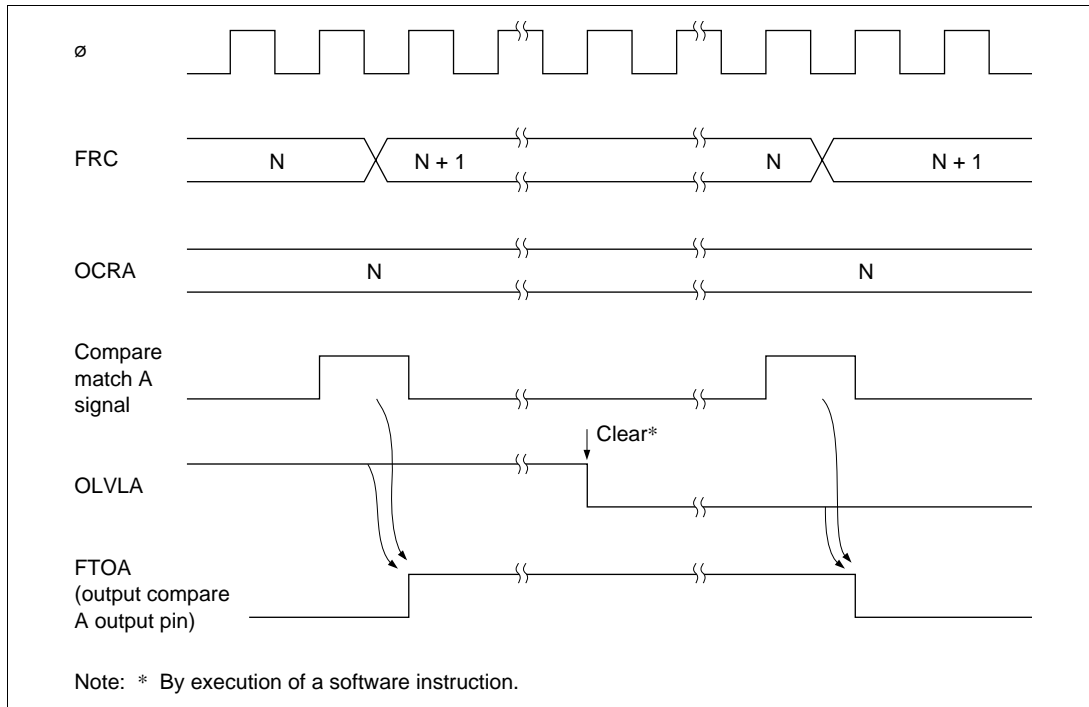 ø
FRC
N
N + 1
N
N + 1
OCRA
N
N
Compare
match A
signal
Clear*
OLVLA
FTOA
(output compare
A output pin)
Note: * By execution of a software instruction.